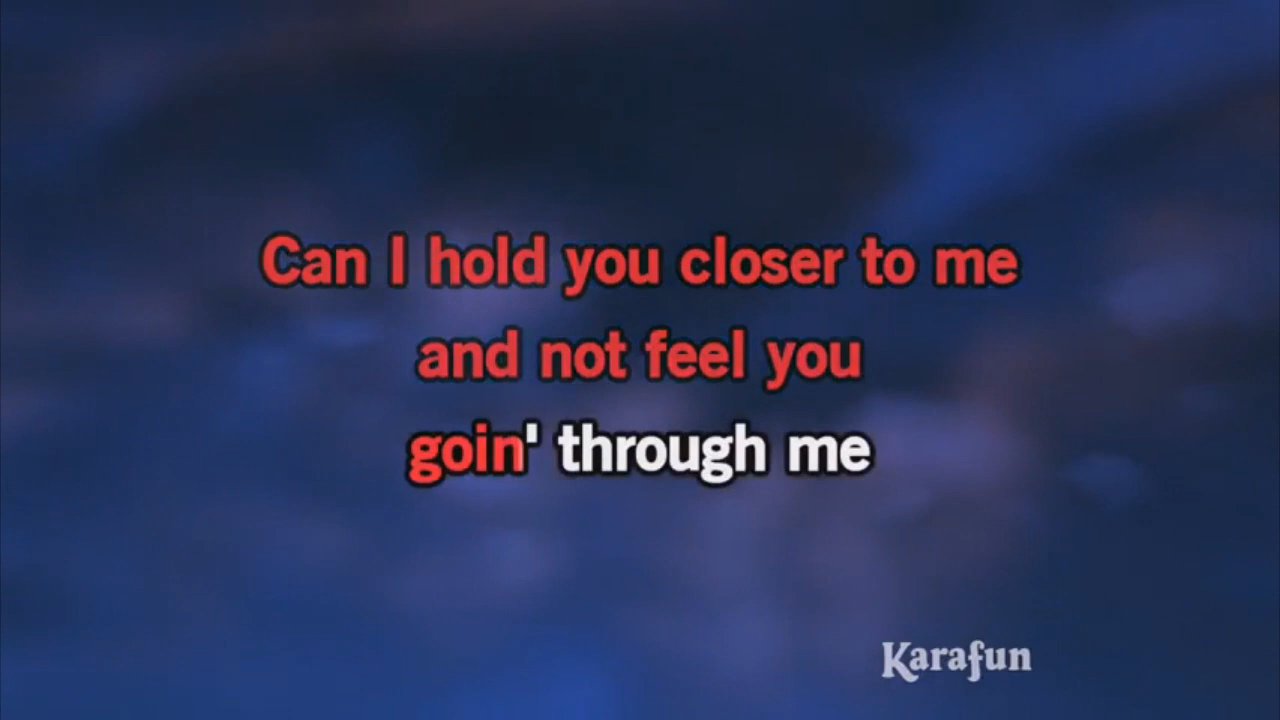 Can I hold you closer to me
and not feel you
goin' through me
Karafun